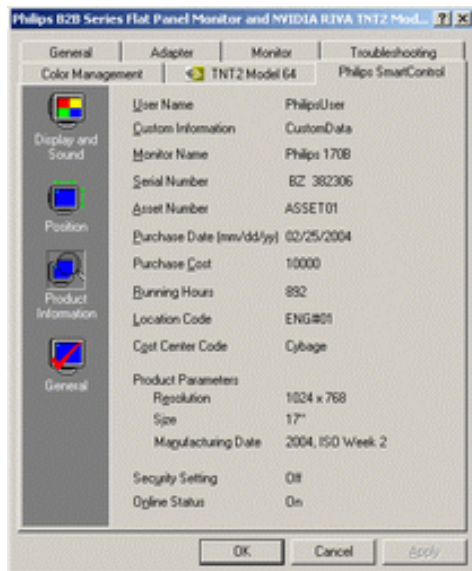 Philips B2B Series Flat Panel Monitor and NVIDIA RIVA TNT2 Mod...
General Adapter Monitor Troubleshooting
Color Management TNT2 Model 64 Philips SmartControl
Display and Sound
Position
Product Information
General
User Name PhilipsUser
Custom Information CustomData
Monitor Name Philips 170B
Serial Number BZ 382306
Asset Number ASSET01
Purchase Date (mm/dd/yy) 02/25/2004
Purchase Cost 10000
Running Hours 892
Location Code ENG#01
Cost Center Code Cybage
Product Parameters
Resolution 1024 x 768
Size 17"
Manufacturing Date 2004, ISO Week 2
Security Setting Off
Online Status On
OK Cancel Apply